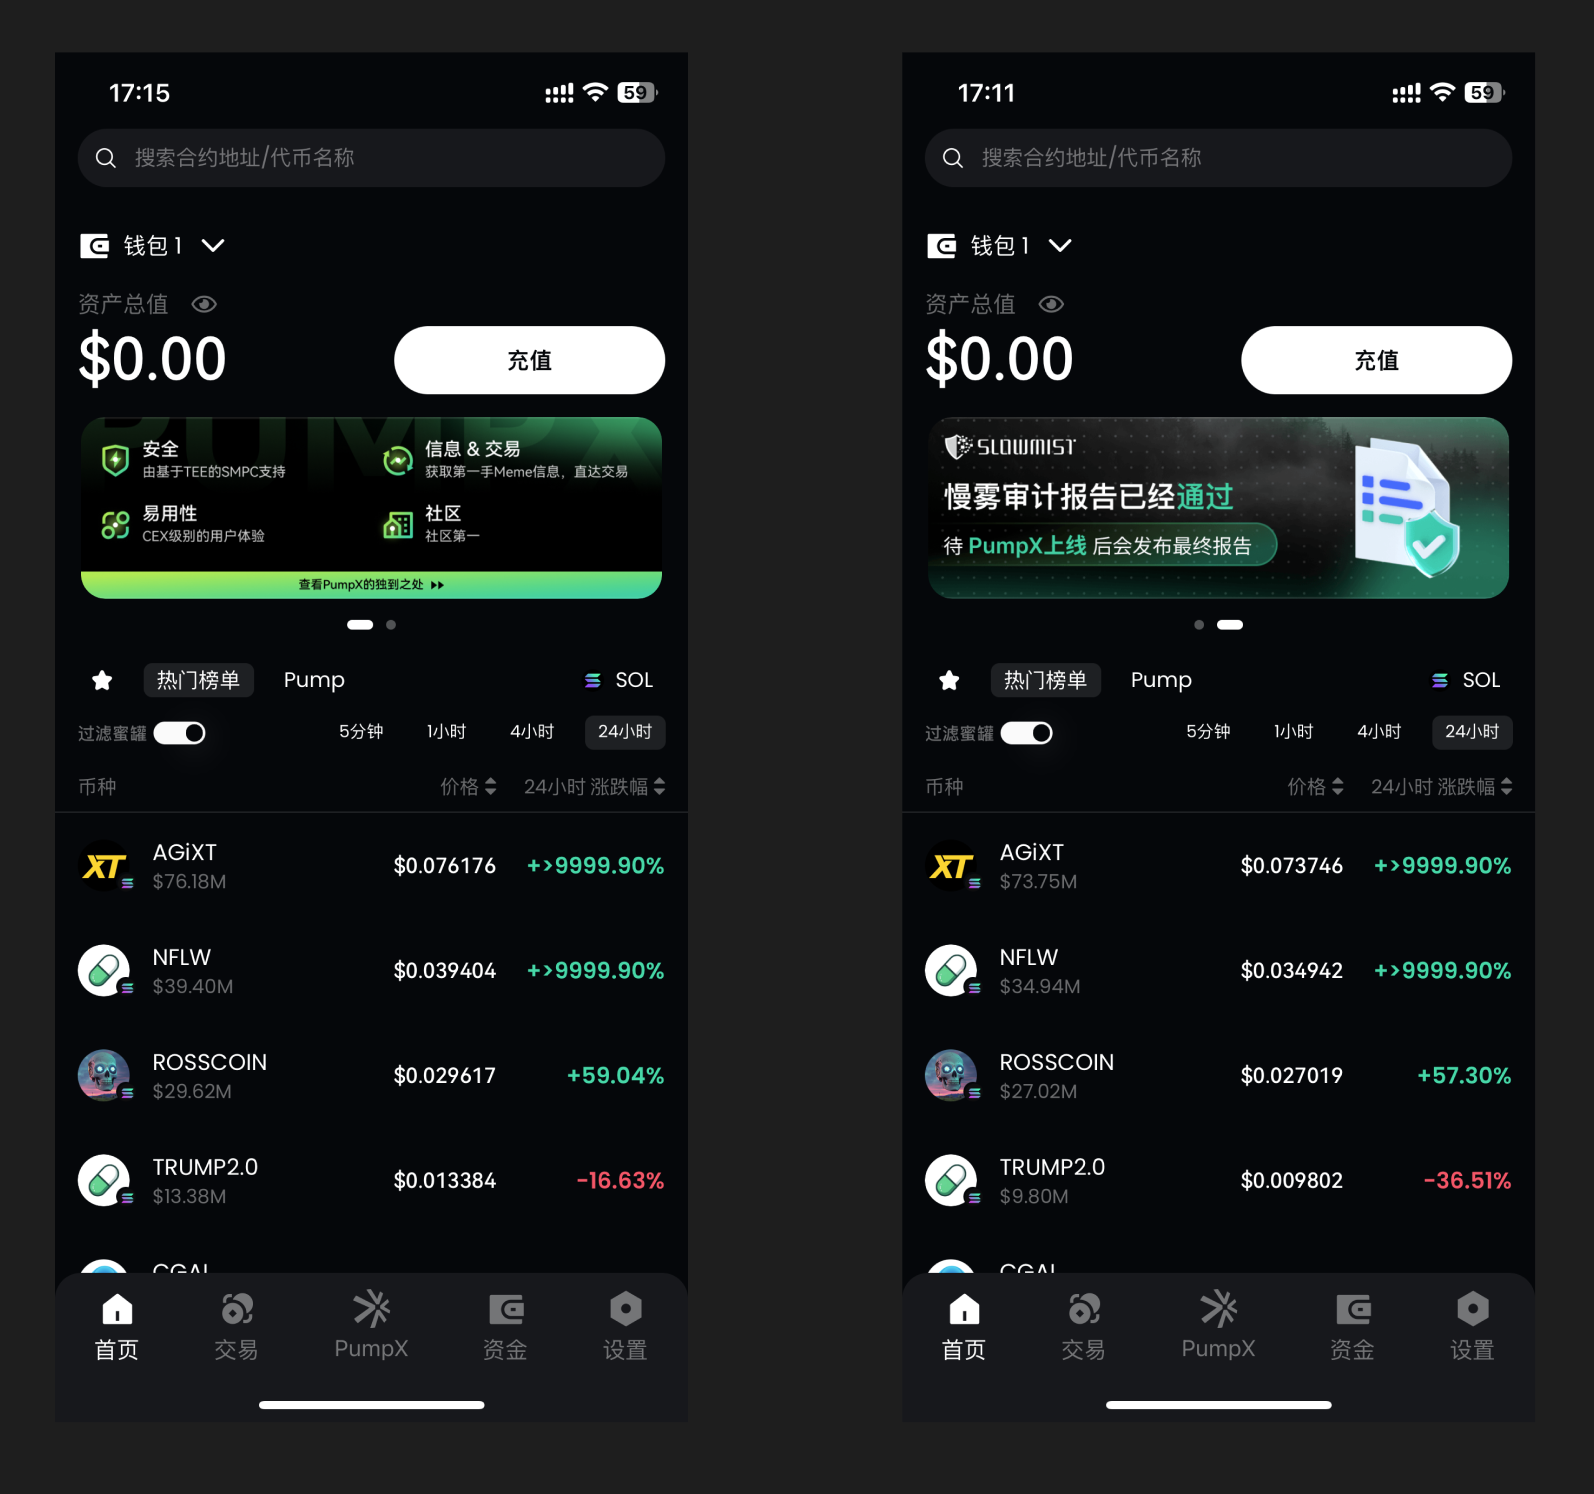 17:15
59
搜索合约地址/代币名称
钱包 1
资产总值
$0.00
充值
PUMPX
安全
由基于TEE的SMPC支持
信息 & 交易
获取第一手Meme信息，直达交易
易用性
CEX级别的用户体验
社区
社区第一
查看PumpX的独到之处
热门榜单
Pump
SOL
过滤蜜罐
5分钟
1小时
4小时
24小时
币种
价格
24小时 涨跌幅
XT
AGiXT
$76.18M
$0.076176
+>9999.90%
NFLW
$39.40M
$0.039404
+>9999.90%
ROSSCOIN
$29.62M
$0.029617
+59.04%
TRUMP2.0
$13.38M
$0.013384
-16.63%
首页
交易
PumpX
资金
设置
17:11
59
搜索合约地址/代币名称
钱包 1
资产总值
$0.00
充值
SLOWMIST
慢雾审计报告已经通过
待 PumpX上线 后会发布最终报告
热门榜单
Pump
SOL
过滤蜜罐
5分钟
1小时
4小时
24小时
币种
价格
24小时 涨跌幅
XT
AGiXT
$73.75M
$0.073746
+>9999.90%
NFLW
$34.94M
$0.034942
+>9999.90%
ROSSCOIN
$27.02M
$0.027019
+57.30%
TRUMP2.0
$9.80M
$0.009802
-36.51%
首页
交易
PumpX
资金
设置